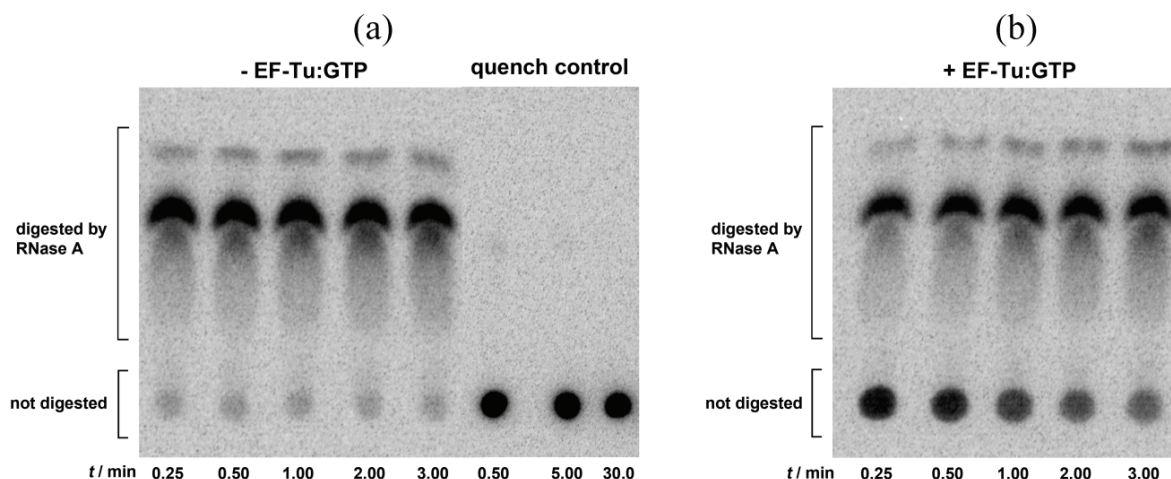 (a)
- EF-Tu:GTP quench control
digested by
RNase A
not digested
t / min 0.25 0.50 1.00 2.00 3.00 0.50 5.00 30.0
(b)
+ EF-Tu:GTP
digested by
RNase A
not digested
t / min 0.25 0.50 1.00 2.00 3.00